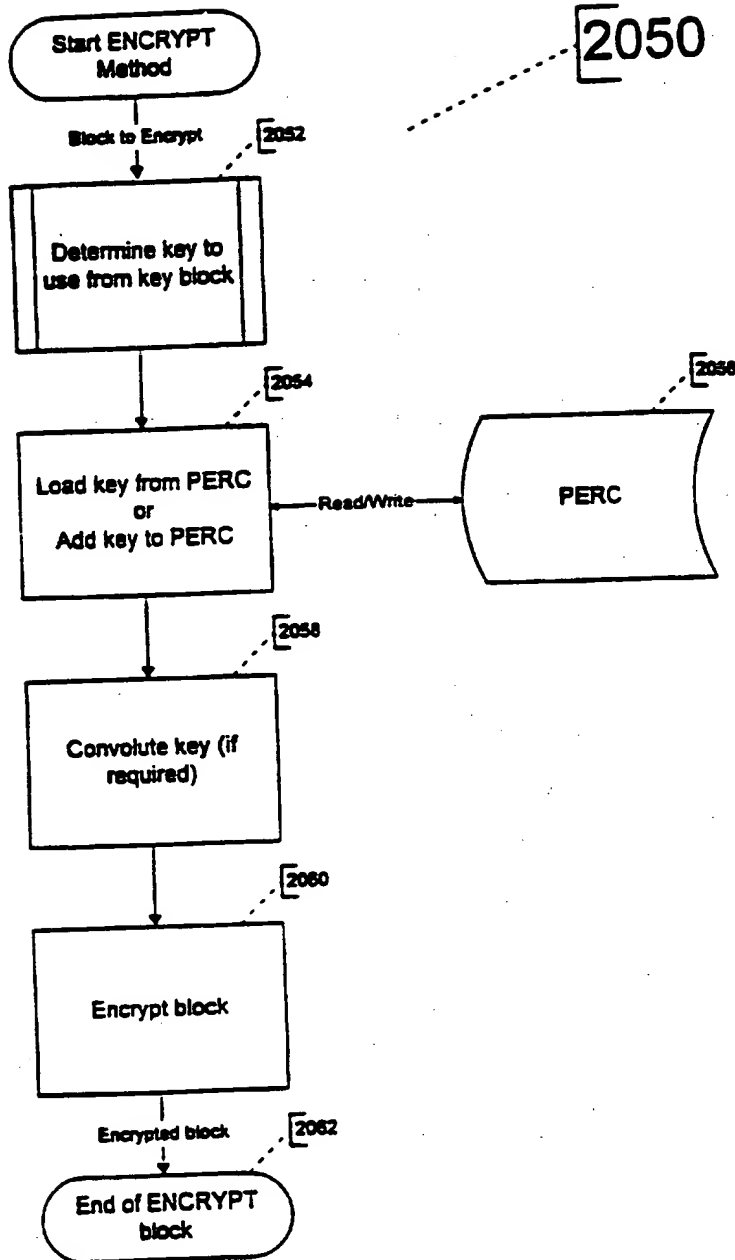 Start ENCRYPT
Method
2050
Block to Encrypt
2052
Determine key to
use from key block
2054
2056
Load key from PERC
or
Add key to PERC
Read/Write
PERC
2058
Convolute key (if
required)
2060
Encrypt block
Encrypted block
2062
End of ENCRYPT
block